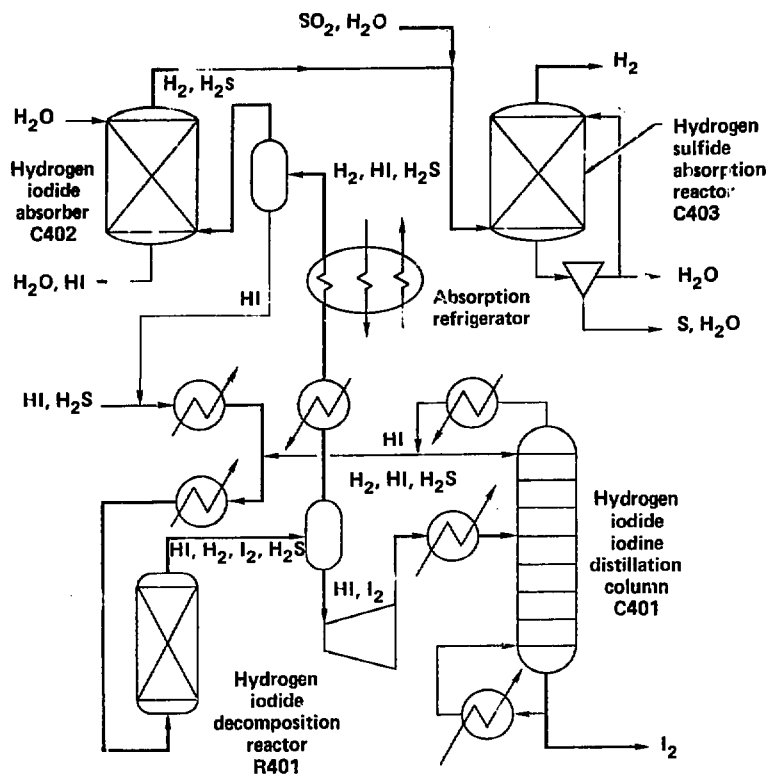 SO2, H2O
H2, H2S
H2
H2O
Hydrogen
iodide
absorber
C402
H2, HI, H2S
Hydrogen
sulfide
absorption
reactor
C403
H2O, HI
HI
Absorption
refrigerator
H2O
S, H2O
HI, H2S
HI
H2, HI, H2S
HI, H2, I2, H2S
HI, I2
Hydrogen
iodide
iodine
distillation
column
C401
Hydrogen
iodide
decomposition
reactor
R401
I2